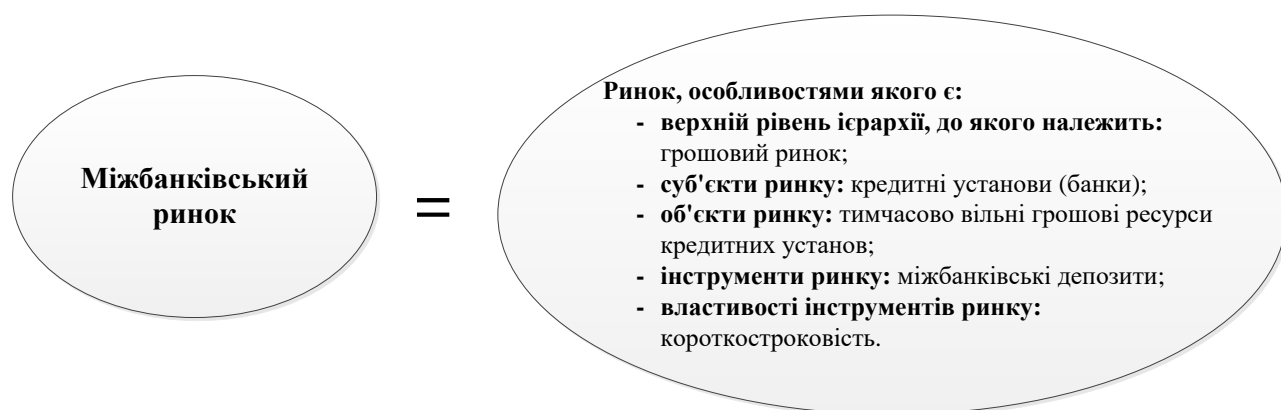 Міжбанківський
ринок
=
Ринок, особливостями якого є:
- верхній рівень ієрархії, до якого належить:
грошовий ринок;
- суб'єкти ринку: кредитні установи (банки);
- об'єкти ринку: тимчасово вільні грошові ресурси
кредитних установ;
- інструменти ринку: міжбанківські депозити;
- властивості інструментів ринку:
короткостроковість.